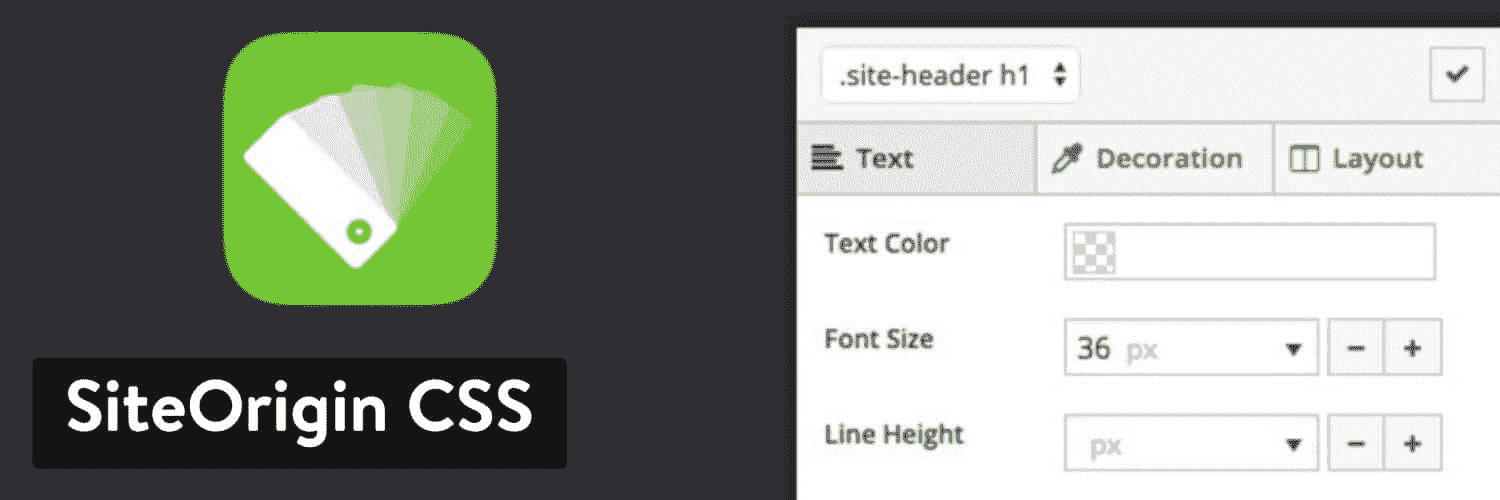 SiteOrigin CSS
.site-header h1
Text
Decoration
Layout
Text Color
Font Size
36 px
Line Height
px